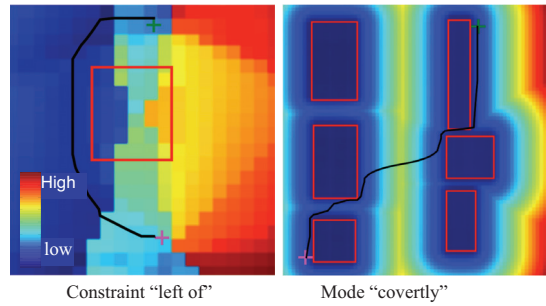 High
low
Constraint “left of”
Mode “covertly”